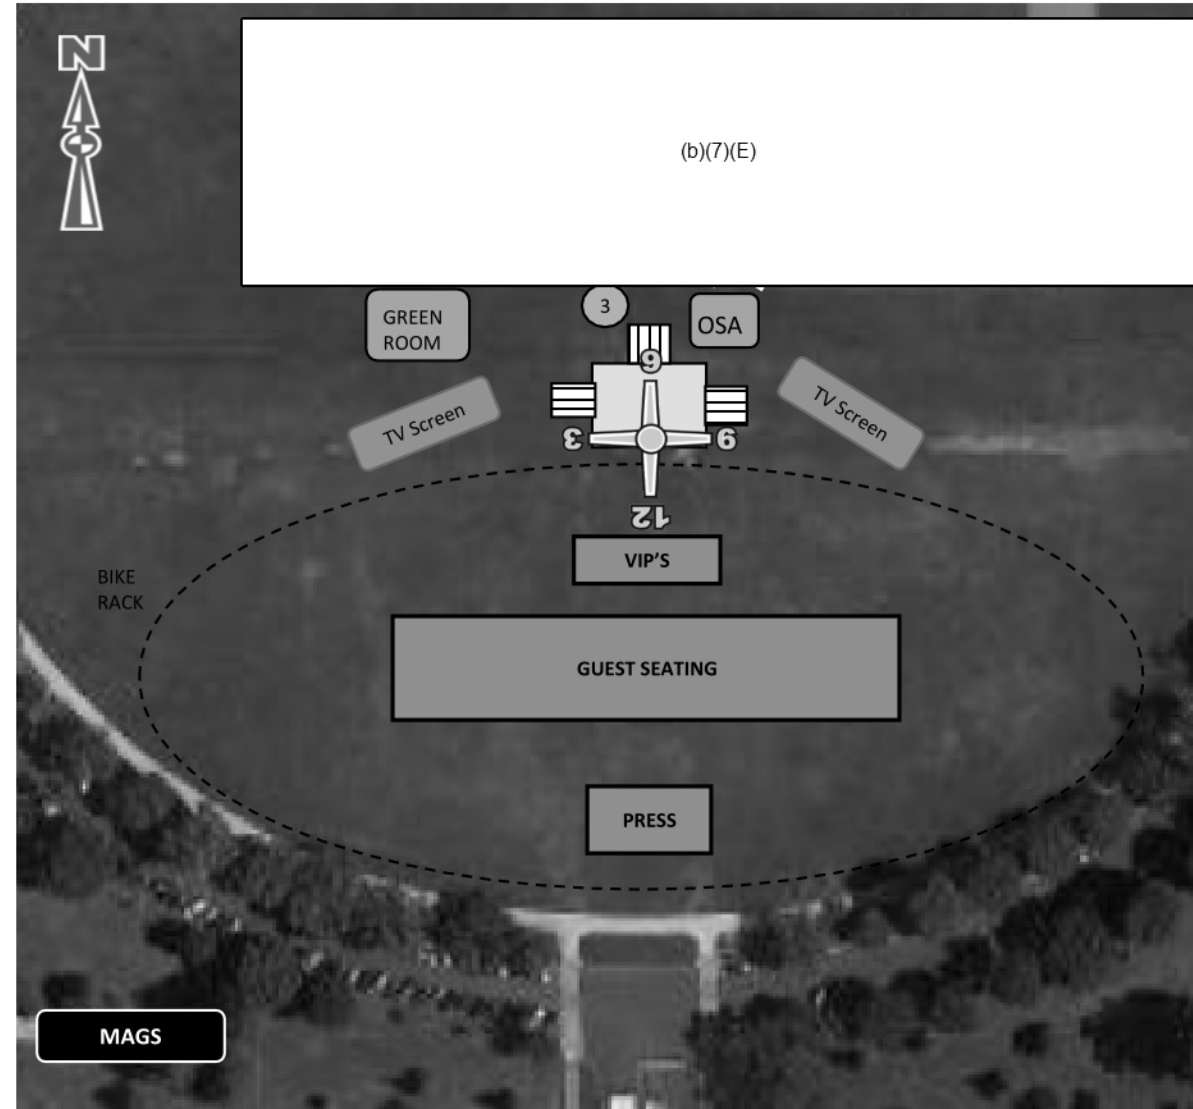 N
(b)(7)(E)
GREEN
ROOM
3
OSA
6
TV Screen
TV Screen
3
9
12
VIP'S
BIKE
RACK
GUEST SEATING
PRESS
MAGS